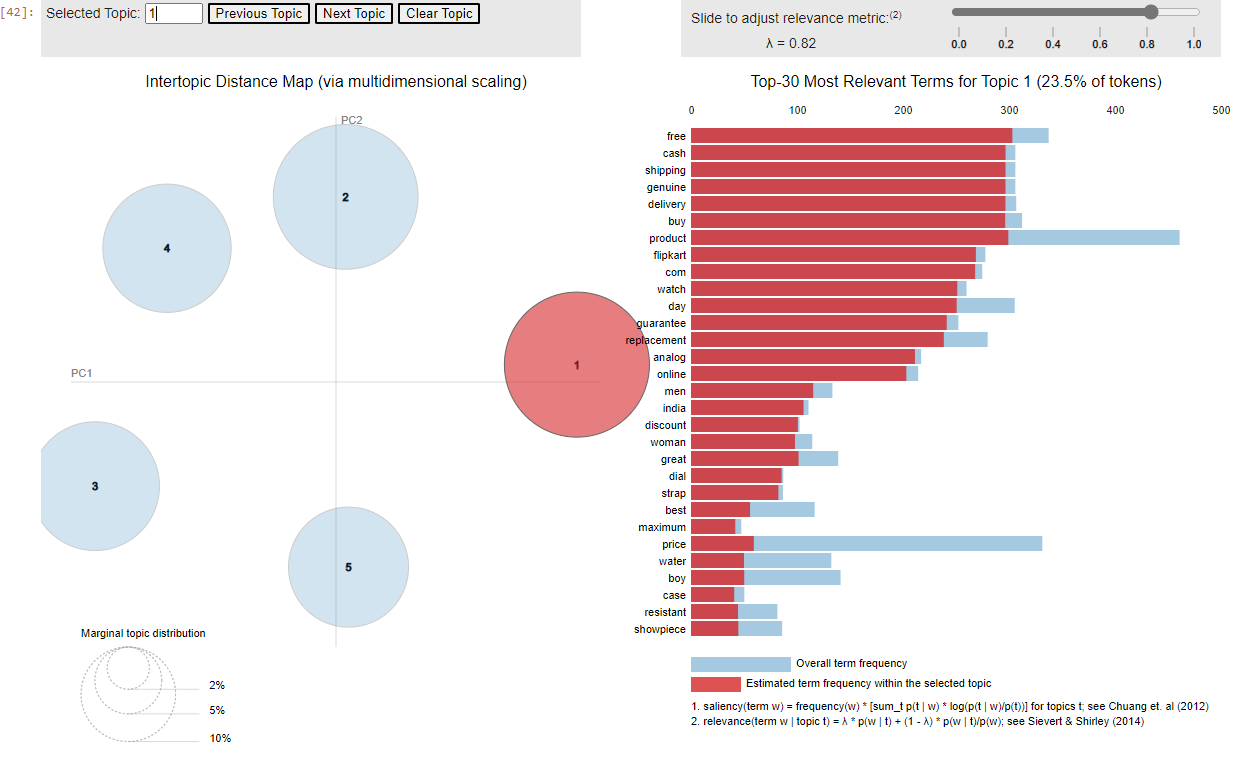 [42]:
Selected Topic: 1 Previous Topic Next Topic Clear Topic
Slide to adjust relevance metric:(2)
λ = 0.82
0.0 0.2 0.4 0.6 0.8 1.0
Intertopic Distance Map (via multidimensional scaling)
PC2
2
4
1
PC1
3
5
Marginal topic distribution
2%
5%
10%
Top-30 Most Relevant Terms for Topic 1 (23.5% of tokens)
0 100 200 300 400 500
free
cash
shipping
genuine
delivery
buy
product
flipkart
com
watch
day
guarantee
replacement
analog
online
men
india
discount
woman
great
dial
strap
best
maximum
price
water
boy
case
resistant
showpiece
Overall term frequency
Estimated term frequency within the selected topic
1. saliency(term w) = frequency(w) * [sum_t p(t | w) * log(p(t | w)/p(t))] for topics t; see Chuang et. al (2012)
2. relevance(term w | topic t) = λ * p(w | t) + (1 - λ) * p(w | t)/p(w); see Sievert & Shirley (2014)